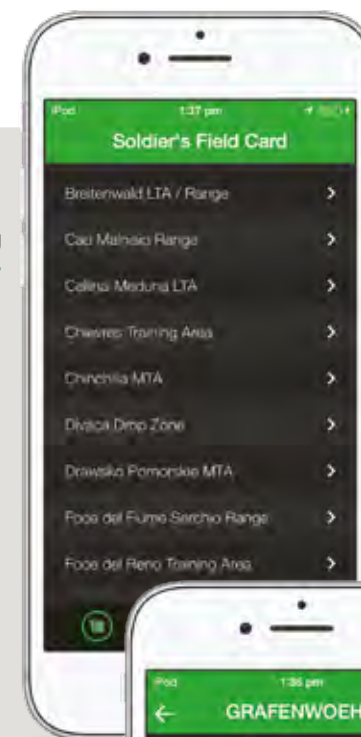 iPod 1:37 pm
Soldier's Field Card
Breitenwald LTA / Range
Cao Malnisio Range
Cellina Meduna LTA
Chievres Training Area
Chinchilla MTA
Divaca Drop Zone
Drawsko Pomorskie MTA
Foce del Fiume Serchio Range
Foce del Reno Training Area
iPod 1:36 pm
GRAFENWOEH